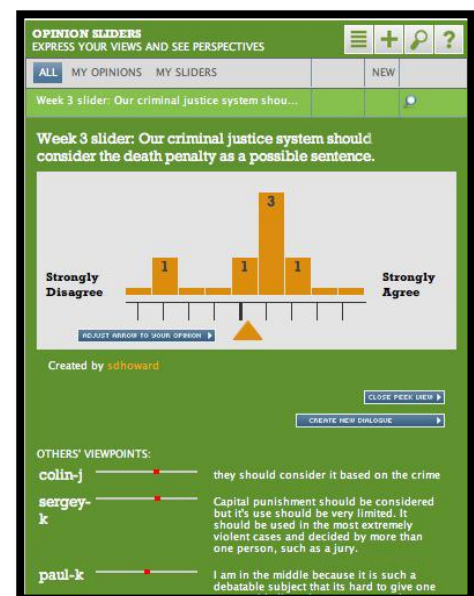 OPINION SLIDERS
EXPRESS YOUR VIEWS AND SEE PERSPECTIVES
?
ALL MY OPINIONS MY SLIDERS NEW
Week 3 slider: Our criminal justice system shou...
Week 3 slider: Our criminal justice system should
consider the death penalty as a possible sentence.
3
1 1 1
Strongly
Disagree
Strongly
Agree
ADJUST ARROW TO YOUR OPINION
Created by sdhoward
CLOSE PEEK VIEW
CREATE NEW DIALOGUE
OTHERS' VIEWPOINTS:
colin-j they should consider it based on the crime
sergey-
k
Capital punishment should be considered
but it's use should be very limited. It
should be used in the most extremely
violent cases and decided by more than
one person, such as a jury.
paul-k I am in the middle because it is such a
debatable subject that its hard to give one